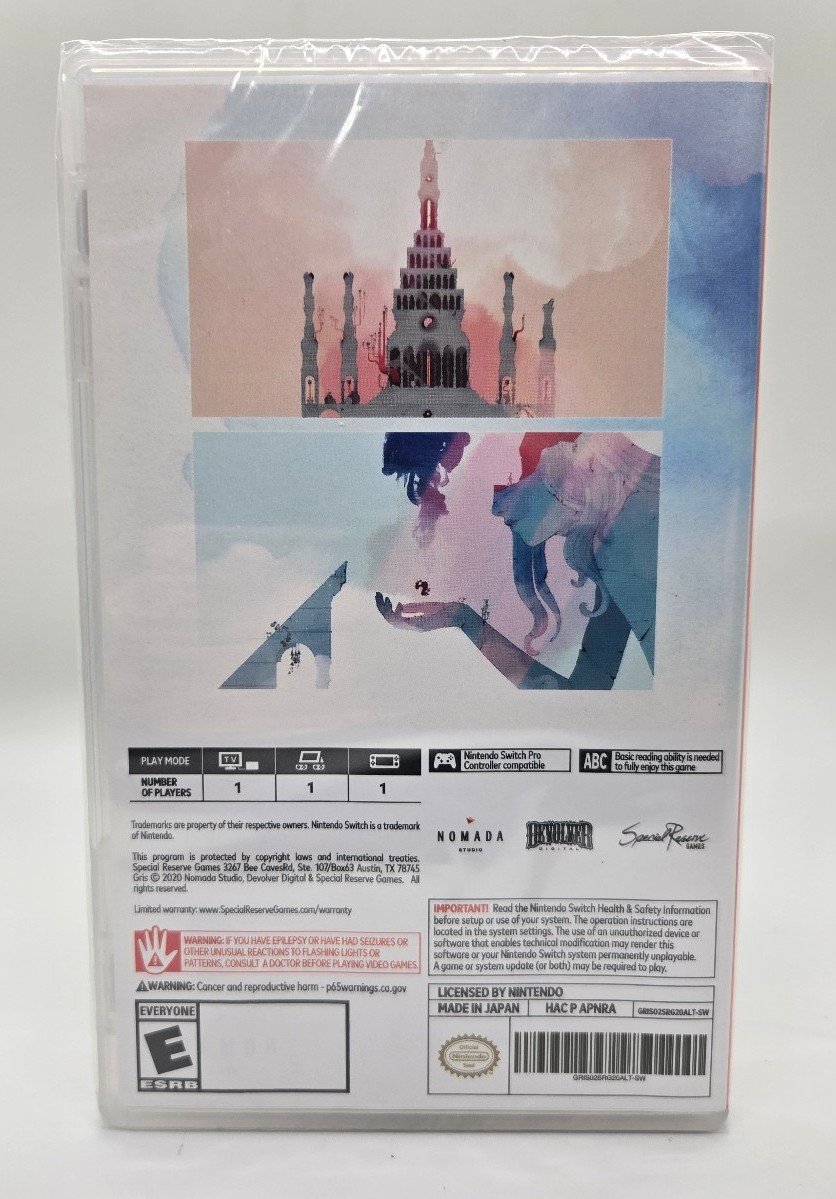 PLAY MODE
TV
NUMBER
OF PLAYERS
1
1
1
Nintendo Switch Pro
Controller compatible
ABC
Basic reading ability is needed
to fully enjoy this game
Trademarks are property of their respective owners. Nintendo Switch is a trademark
of Nintendo.
NOMADA
STUDIO
DEVOLVER
DIGITAL
Special Reserve
GAMES
This program is protected by copyright laws and international treaties.
Special Reserve Games 3267 Bee CavesRd, Ste. 107/Box63 Austin, TX 78745
Gris © 2020 Nomada Studio, Devolver Digital & Special Reserve Games. All
rights reserved.
Limited warranty: www.SpecialReserveGames.com/warranty
WARNING: IF YOU HAVE EPILEPSY OR HAVE HAD SEIZURES OR
OTHER UNUSUAL REACTIONS TO FLASHING LIGHTS OR
PATTERNS, CONSULT A DOCTOR BEFORE PLAYING VIDEO GAMES.
WARNING: Cancer and reproductive harm - p65warnings.ca.gov
EVERYONE
E
ESRB
IMPORTANT! Read the Nintendo Switch Health & Safety Information
before setup or use of your system. The operation instructions are
located in the system settings. The use of an unauthorized device or
software that enables technical modification may render this
software or your Nintendo Switch system permanently unplayable.
A game or system update (or both) may be required to play.
LICENSED BY NINTENDO
MADE IN JAPAN
HAC P APNRA
GRIS02SRG20ALT-SW
Official
Nintendo
Seal
GRIS02SRG20ALT-SW